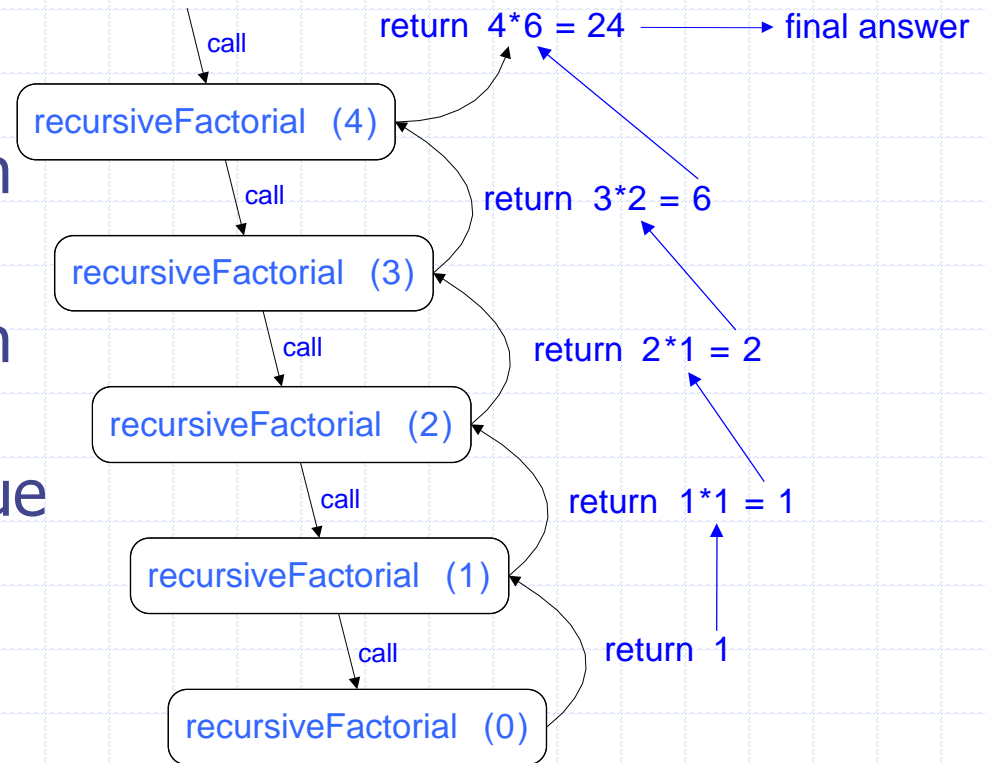 call
return 4*6 = 24 final answer
recursiveFactorial (4)
call
return 3*2 = 6
recursiveFactorial (3)
call
return 2*1 = 2
recursiveFactorial (2)
call
return 1*1 = 1
recursiveFactorial (1)
call
return 1
recursiveFactorial (0)